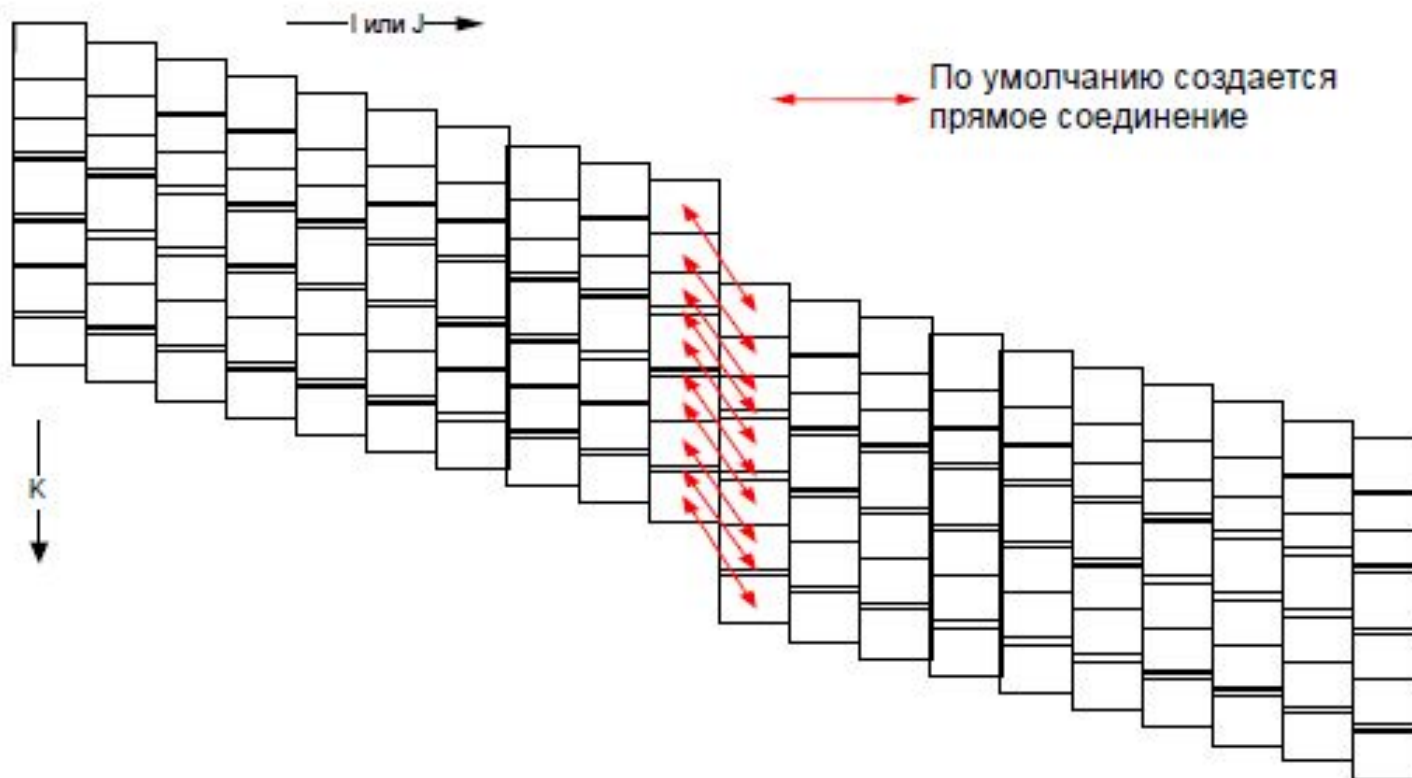 I или J
По умолчанию создается
прямое соединение
K